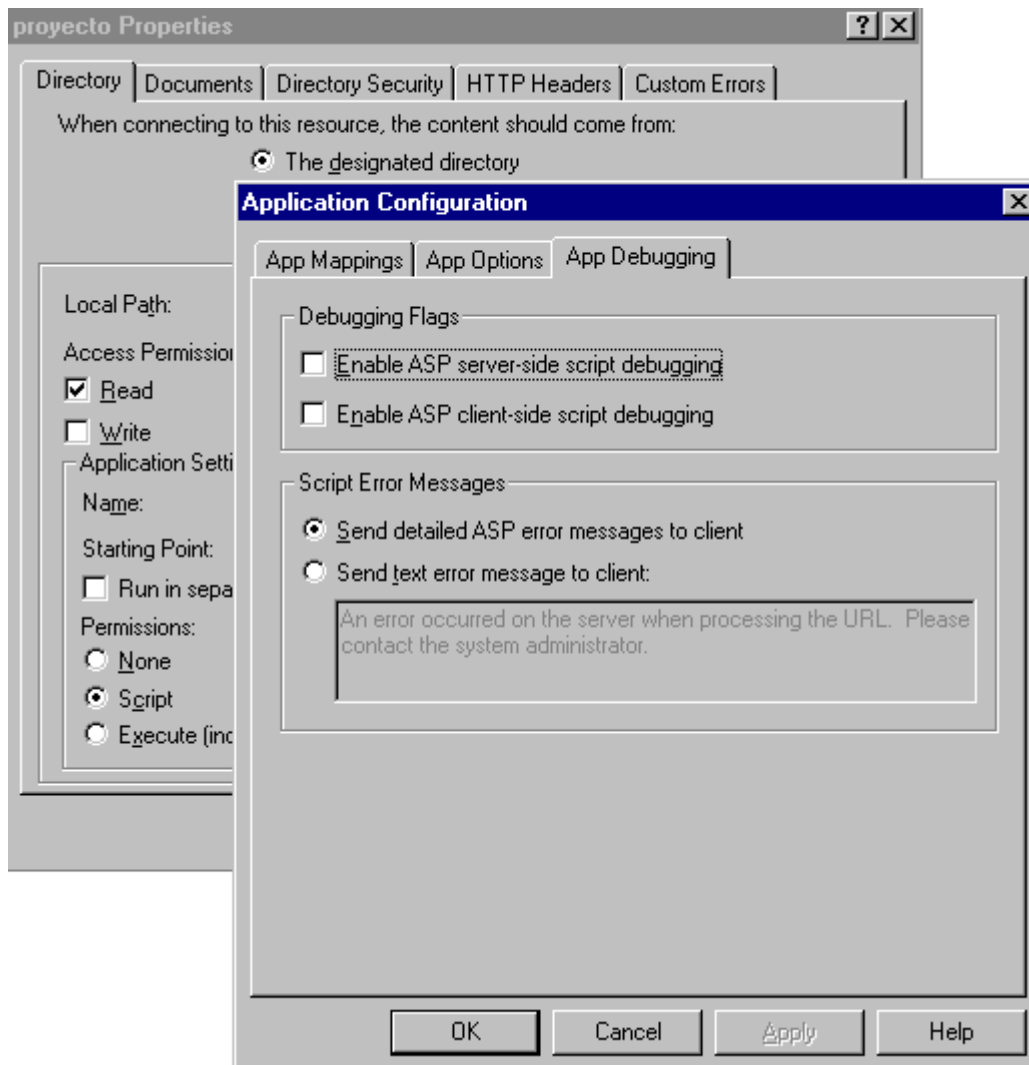 proyecto Properties
Directory Documents Directory Security HTTP Headers Custom Errors
When connecting to this resource, the content should come from:
The designated directory
Application Configuration
App Mappings App Options App Debugging
Local Path:
Access
Read
Write
Application
Name:
Starting Point:
Run in
Permissions:
None
Script
Execute
Debugging Flags
Enable ASP server-side script debugging
Enable ASP client-side script debugging
Script Error Messages
Send detailed ASP error messages to client
Send text error message to client:
An error occurred on the server when processing the URL. Please
contact the system administrator.
OK Cancel Apply Help